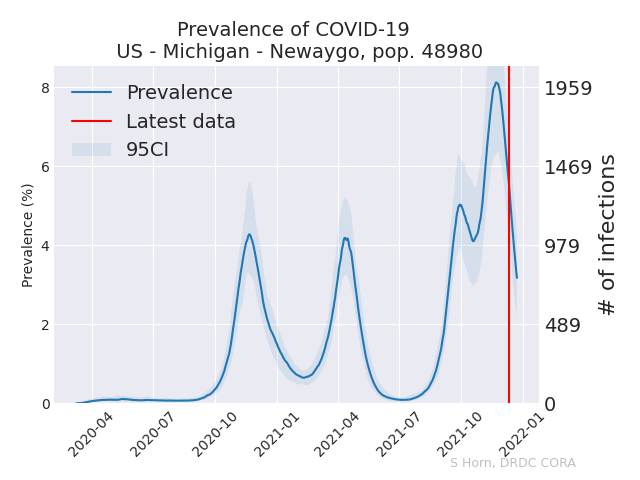 Prevalence of COVID-19
US - Michigan - Newaygo, pop. 48980
Prevalence
Latest data
95CI
Prevalence (%)
8
6
4
2
0
1959
1469
979
489
0
# of infections
2020-04
2020-07
2020-10
2021-01
2021-04
2021-07
2021-10
2022-01
S Horn, DRDC CORA